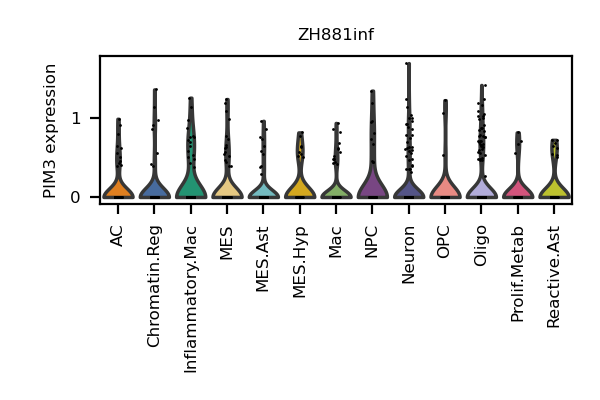 ZH881inf
PIM3 expression
1
0
AC
Chromatin.Reg
Inflammatory.Mac
MES
MES.Ast
MES.Hyp
Mac
NPC
Neuron
OPC
Oligo
Prolif.Metab
Reactive.Ast